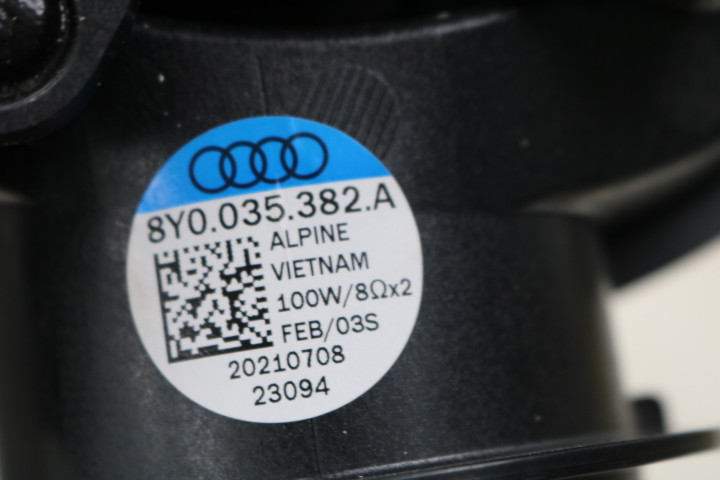 8Y0.035.382.A
ALPINE
VIETNAM
100W/8Ωx2
FEB/03S
20210708
23094